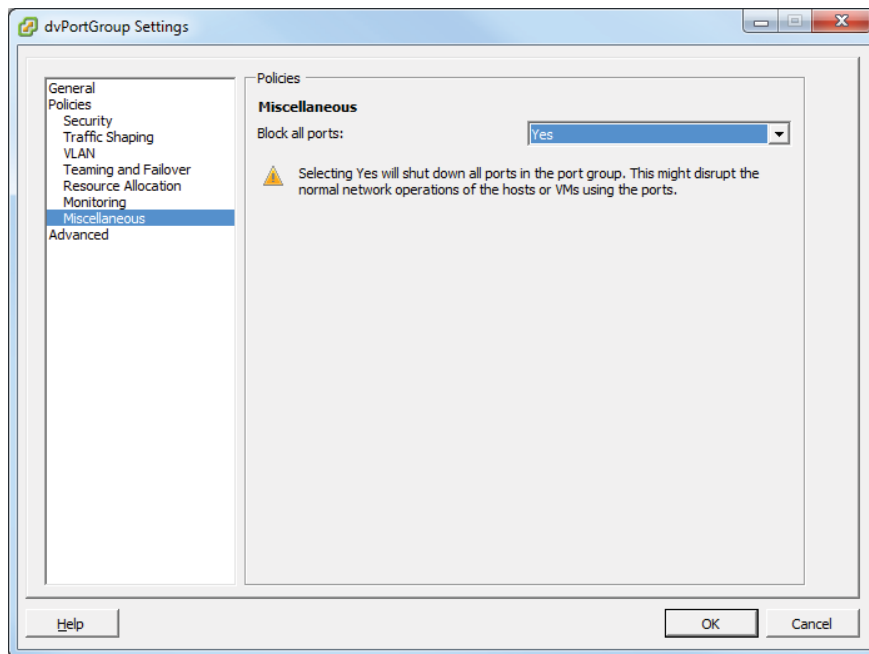 dvPortGroup Settings
General
Policies
Security
Traffic Shaping
VLAN
Teaming and Failover
Resource Allocation
Monitoring
Miscellaneous
Advanced
Policies
Miscellaneous
Block all ports:
Yes
Selecting Yes will shut down all ports in the port group. This might disrupt the
normal network operations of the hosts or VMs using the ports.
Help
OK
Cancel